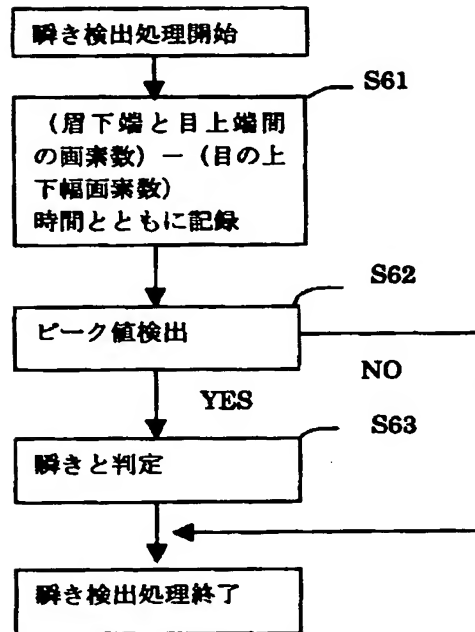 瞬き検出処理開始
S61
（眉下端と目上端間
の画素数）－（目の上
下幅画素数）
時間とともに記録
S62
ピーク値検出
NO
YES
S63
瞬きと判定
瞬き検出処理終了